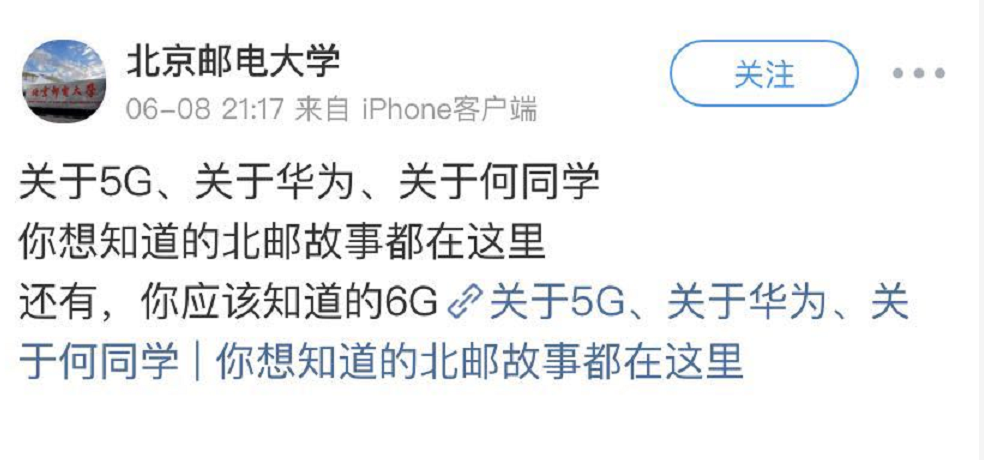 北京邮电大学
关注
06-08 21:17 来自 iPhone客户端
关于5G、关于华为、关于何同学
你想知道的北邮故事都在这里
还有，你应该知道的6G 关于5G、关于华为、关
于何同学 | 你想知道的北邮故事都在这里